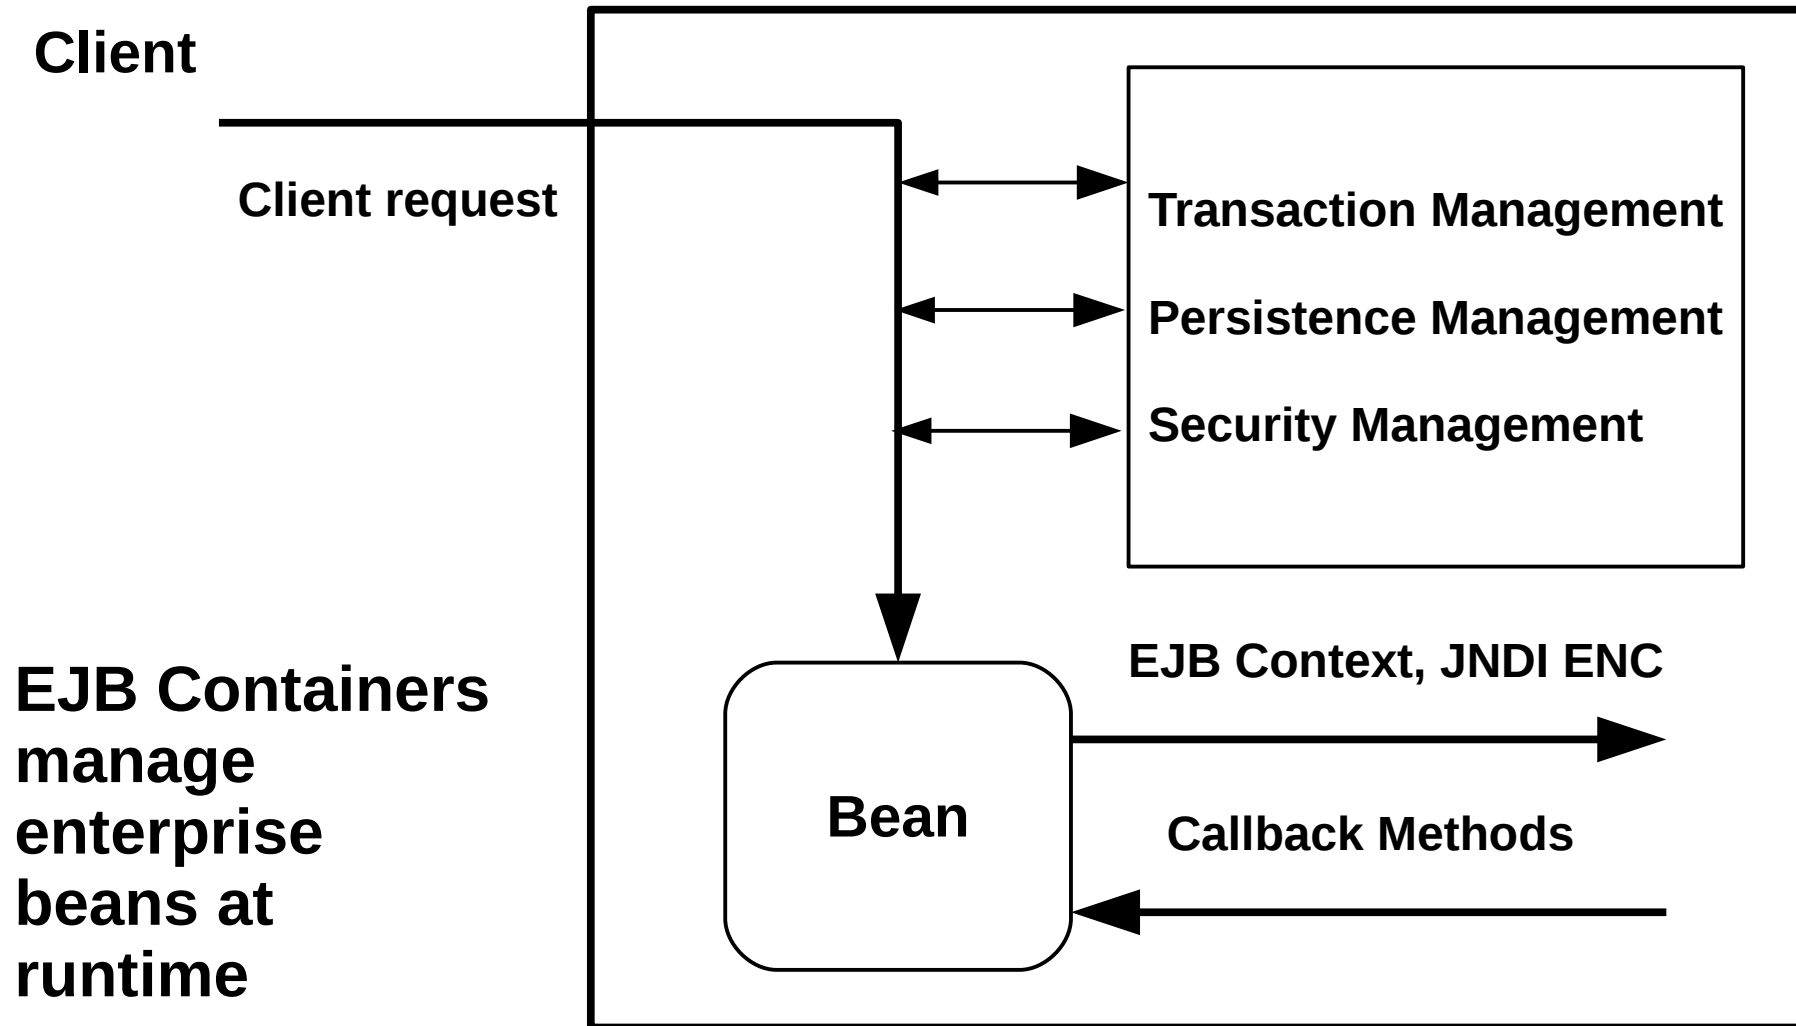 Client
Client request
Transaction Management
Persistence Management
Security Management
EJB Context, JNDI ENC
EJB Containers
manage
enterprise
beans at
runtime
Bean
Callback Methods